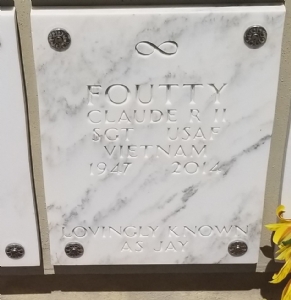 FOUTTY
CLAUDE R II
SGT USAF
VIETNAM
1947 2014
LOVINGLY KNOWN
AS JAY